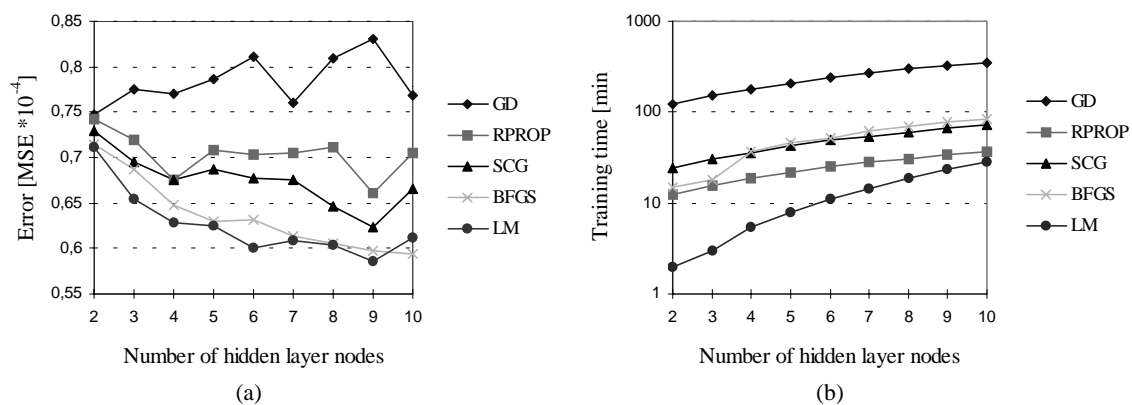 0,85
0,8
0,75
0,7
0,65
0,6
0,55
Error [MSE *10-4]
2 3 4 5 6 7 8 9 10
Number of hidden layer nodes
GD
RPROP
SCG
BFGS
LM
(a)
1000
100
10
1
Training time [min
2 3 4 5 6 7 8 9 10
Number of hidden layer nodes
GD
RPROP
SCG
BFGS
LM
(b)